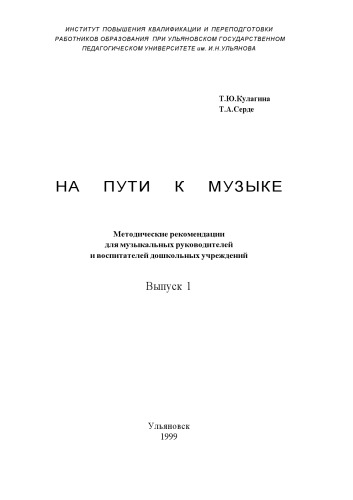 ИНСТИТУТ ПОВЫШЕНИЯ КВАЛИФИКАЦИИ И ПЕРЕПОДГОТОВКИ
РАБОТНИКОВ ОБРАЗОВАНИЯ ПРИ УЛЬЯНОВСКОМ ГОСУДАРСТВЕННОМ
ПЕДАГОГИЧЕСКОМ УНИВЕРСИТЕТЕ им. И.Н.УЛЬЯНОВА
Т.Ю.Кулагина
Т.А.Серде
НА ПУТИ К МУЗЫКЕ
Методические рекомендации
для музыкальных руководителей
и воспитателей дошкольных учреждений
Выпуск 1
Ульяновск
1999